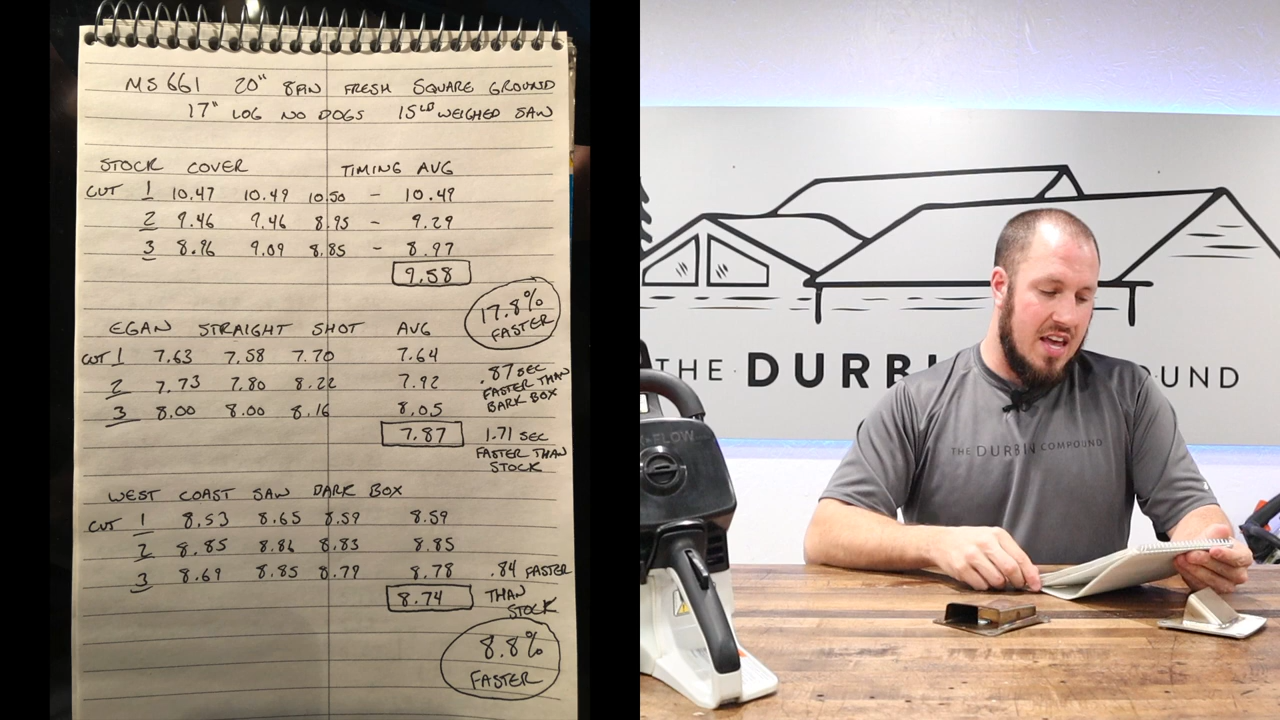 MS 661 20" 8PIN FRESH SQUARE GROUND
17" LOG NO DOGS 15LB WEIGHED SAW
STOCK COVER TIMING AVG
CUT 1 10.47 10.49 10.50 - 10.49
2 9.46 9.46 8.95 - 9.29
3 8.96 9.09 8.85 - 8.97
9.58
17.8%
FASTER
EGAN STRAIGHT SHOT AVG
CUT 1 7.63 7.58 7.70 7.64
2 7.73 7.80 8.22 7.92
3 8.00 8.00 8.16 8.05
7.87
.87 SEC
FASTER THAN
BARK BOX
1.71 SEC
FASTER THAN
STOCK
WEST COAST SAW DARK BOX
CUT 1 8.53 8.65 8.59 8.59
2 8.85 8.86 8.83 8.85
3 8.69 8.85 8.79 8.78
8.74
.84 FASTER
THAN
STOCK
8.8%
FASTER
THE DURBIN OUND
THE DURBIN COMPOUND
-FLOW